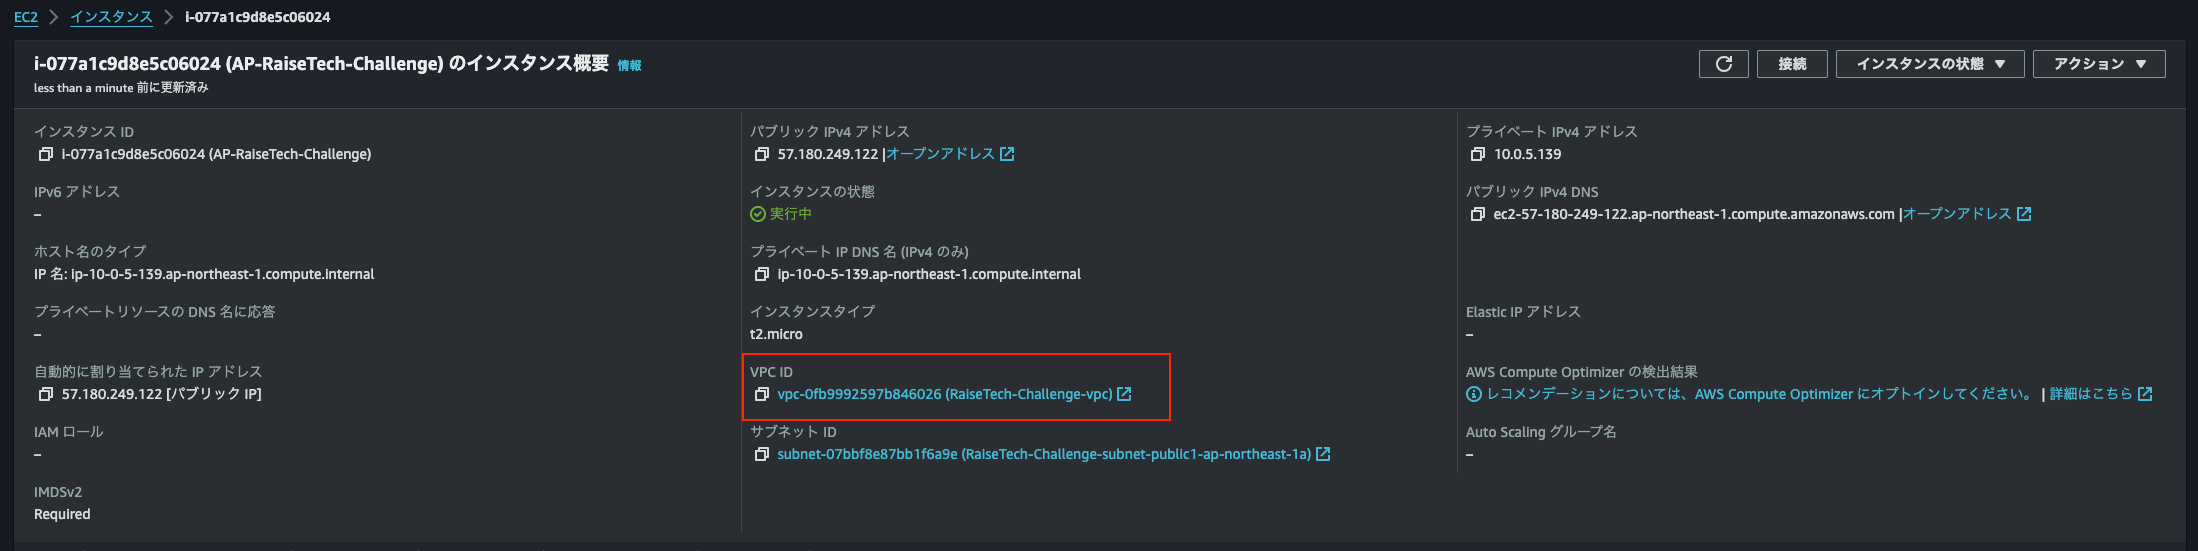 EC2 > インスタンス > i-077a1c9d8e5c06024
i-077a1c9d8e5c06024 (AP-RaiseTech-Challenge) のインスタンス概要 情報
less than a minute 前に更新済み
接続
インスタンスの状態 ▼
アクション ▼
インスタンス ID
i-077a1c9d8e5c06024 (AP-RaiseTech-Challenge)
IPv6 アドレス
–
ホスト名のタイプ
IP 名: ip-10-0-5-139.ap-northeast-1.compute.internal
プライベートリソースの DNS 名に応答
–
自動的に割り当てられた IP アドレス
57.180.249.122 [パブリック IP]
IAM ロール
–
IMDSv2
Required
パブリック IPv4 アドレス
57.180.249.122 |オープンアドレス
インスタンスの状態
実行中
プライベート IP DNS 名 (IPv4 のみ)
ip-10-0-5-139.ap-northeast-1.compute.internal
インスタンスタイプ
t2.micro
VPC ID
vpc-0fb9992597b846026 (RaiseTech-Challenge-vpc)
サブネット ID
subnet-07bbf8e87bb1f6a9e (RaiseTech-Challenge-subnet-public1-ap-northeast-1a)
プライベート IPv4 アドレス
10.0.5.139
パブリック IPv4 DNS
ec2-57-180-249-122.ap-northeast-1.compute.amazonaws.com |オープンアドレス
Elastic IP アドレス
–
AWS Compute Optimizer の検出結果
レコメンデーションについては、AWS Compute Optimizer にオプトインしてください。 | 詳細はこちら
Auto Scaling グループ名
–